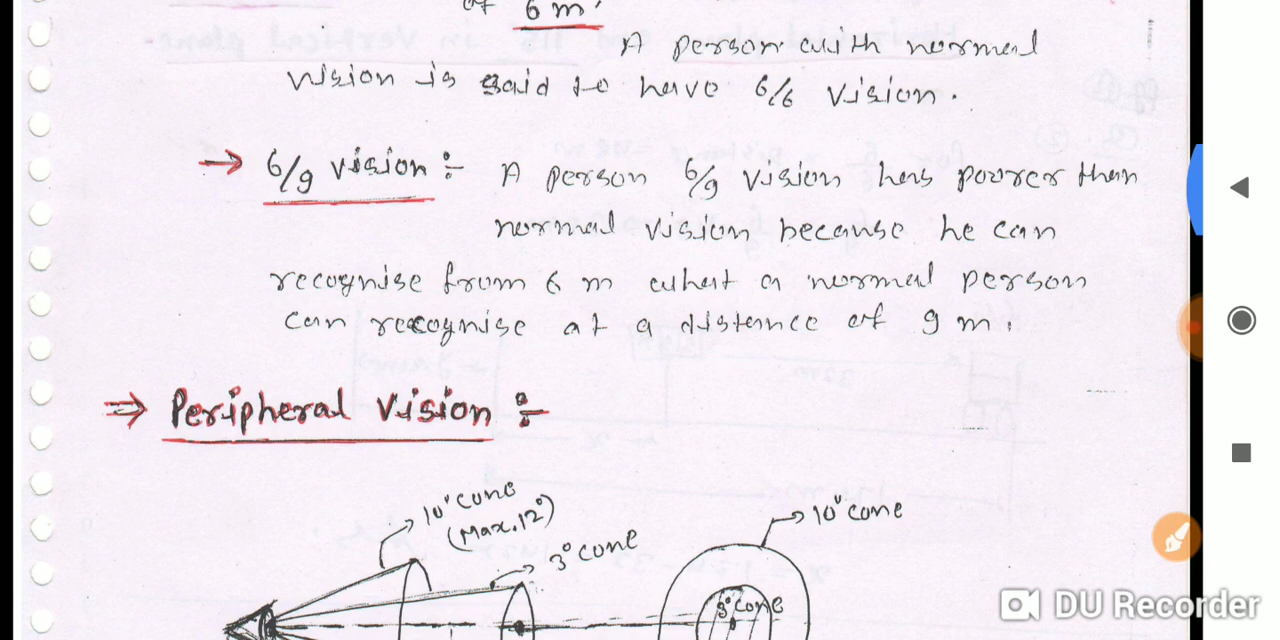 of 6 m.
A person with normal
vision is said to have 6/6 vision.
→ 6/9 vision :- A person 6/9 vision has poorer than
normal vision because he can
recognise from 6 m what a normal person
can recognise at a distance of 9 m.
⇒ Peripheral Vision :-
10° cone
(Max. 12°)
3° cone
10° cone
3° cone
DU Recorder